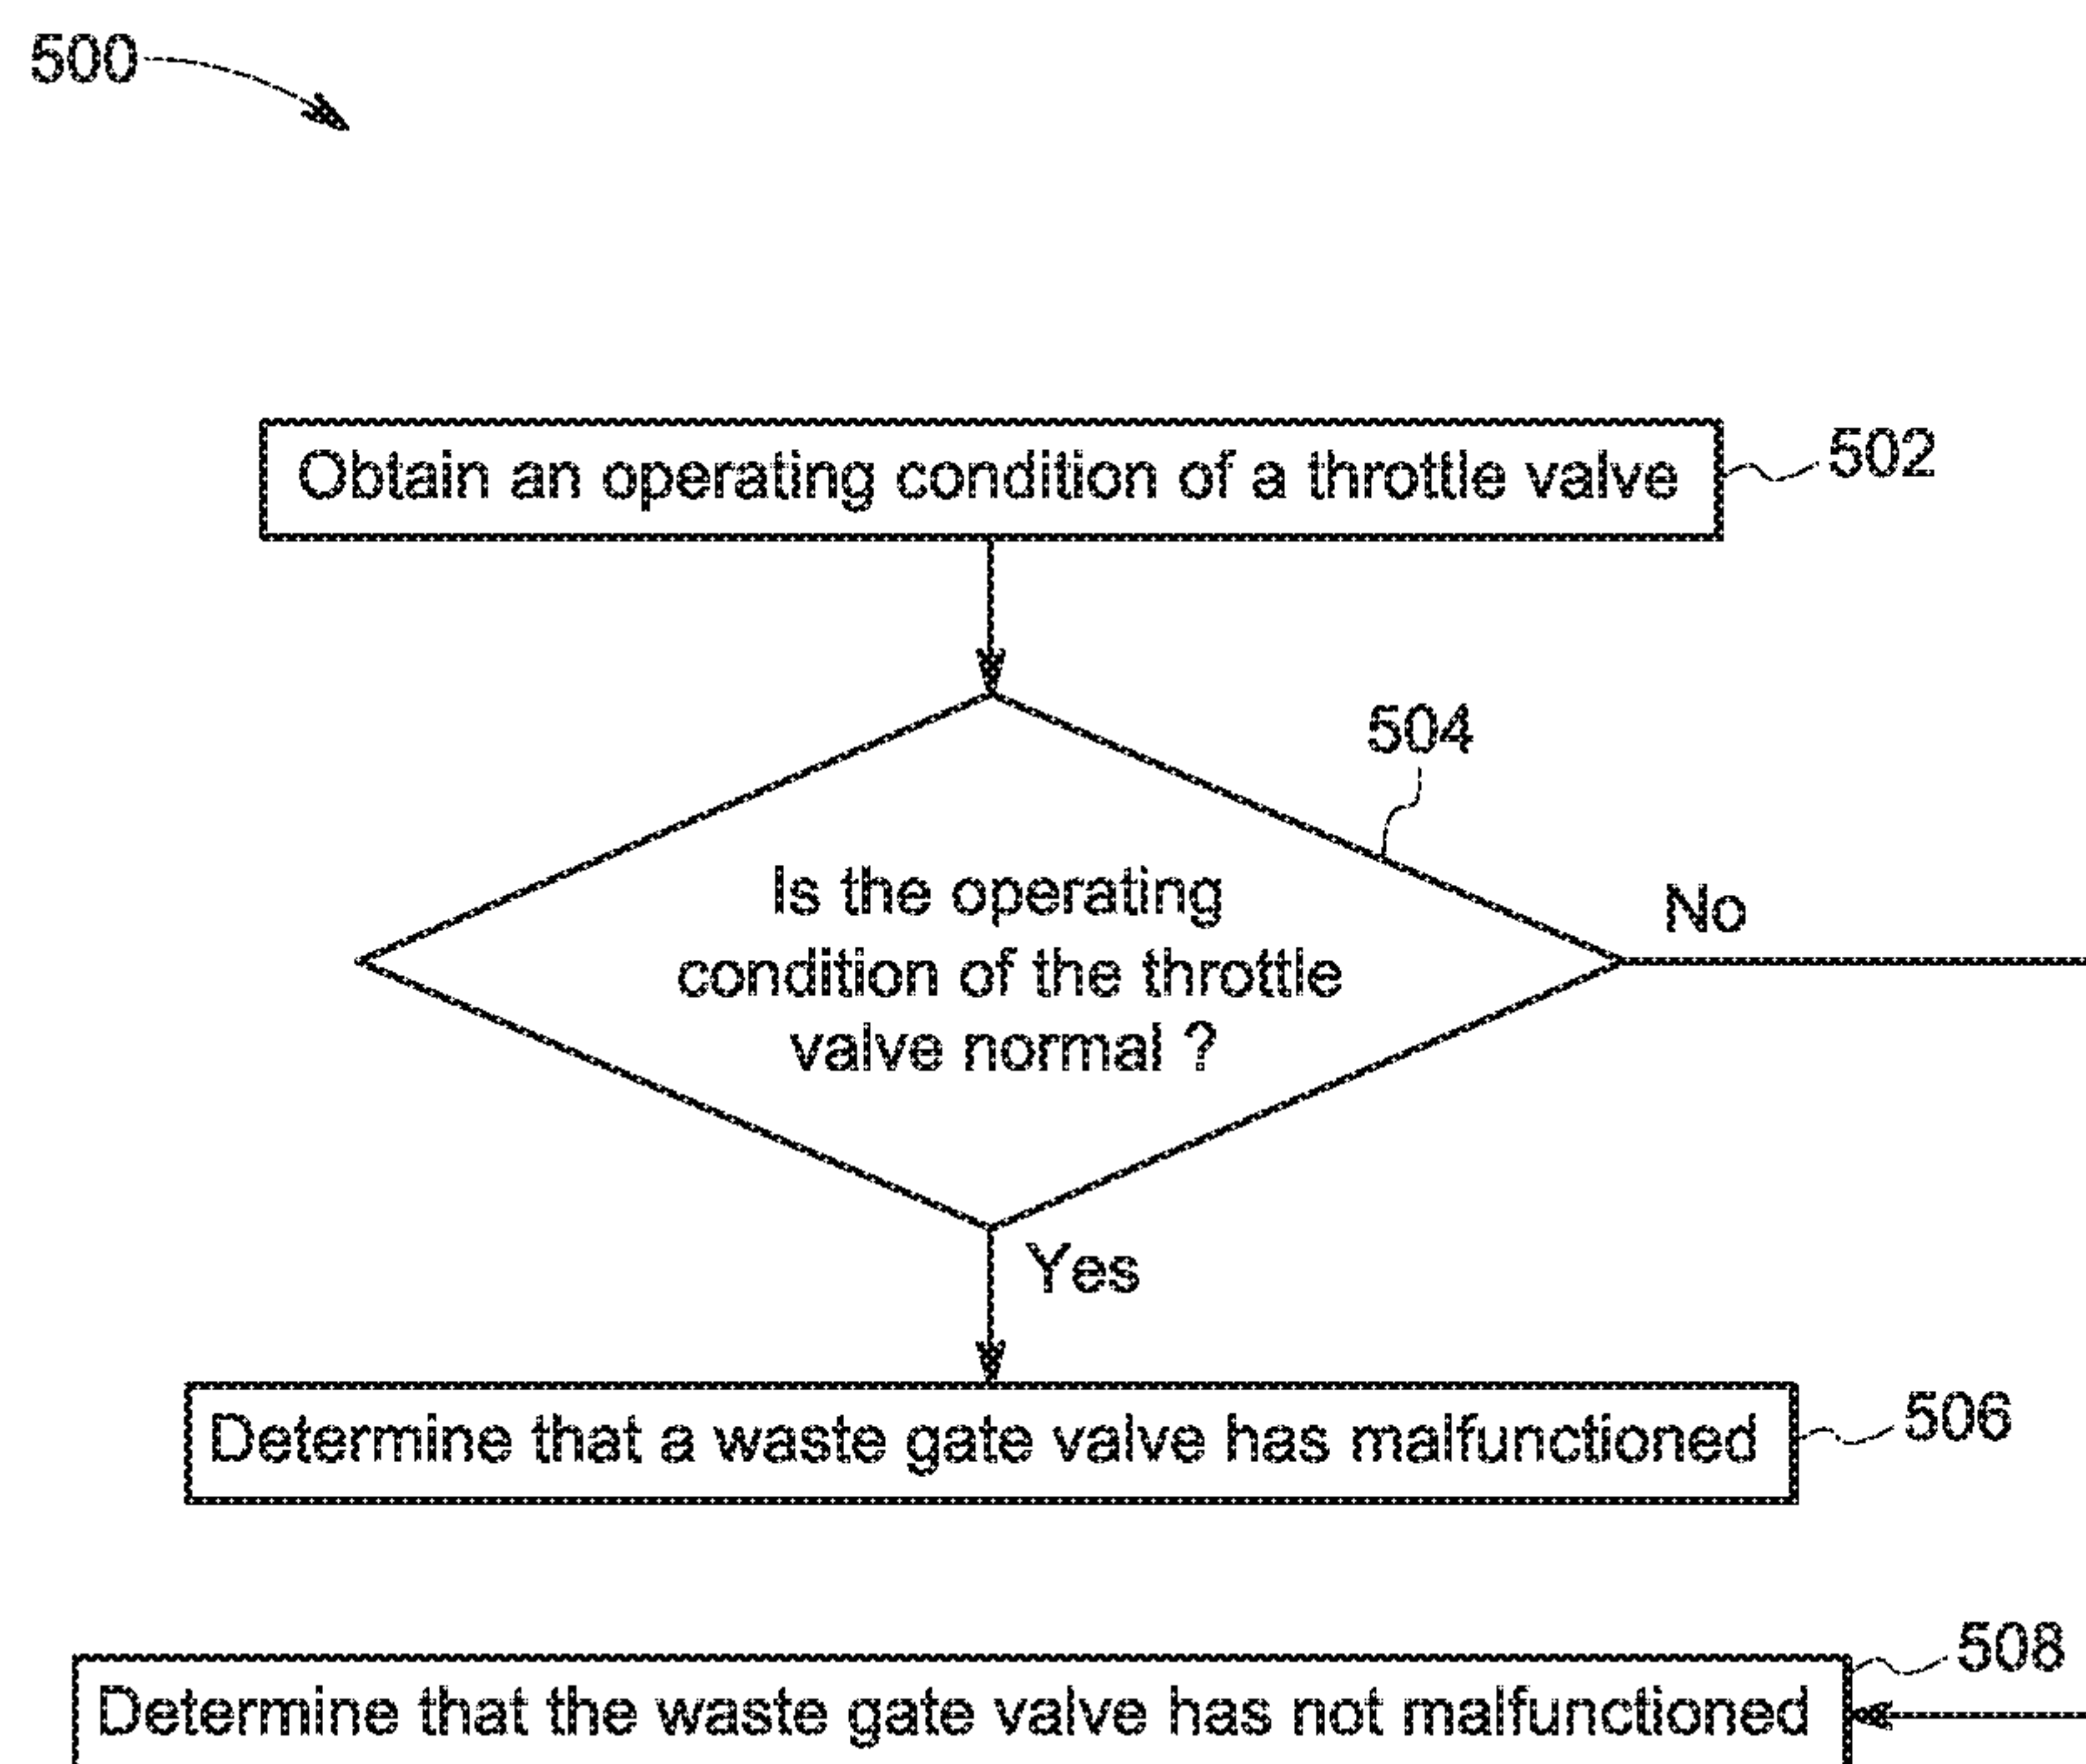 500
Obtain an operating condition of a throttle valve
502
504
Is the operating
condition of the throttle
valve normal ?
No
Yes
Determine that a waste gate valve has malfunctioned
506
508
Determine that the waste gate valve has not malfunctioned